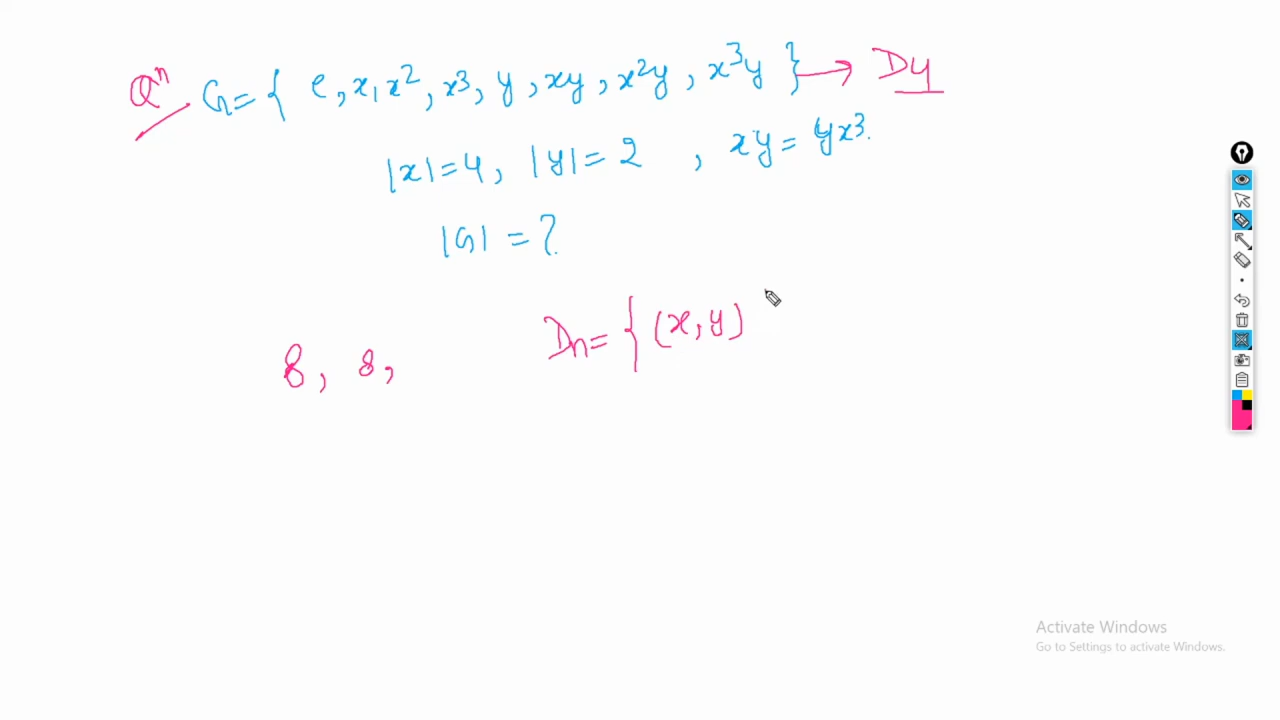 Qⁿ G = { e, x, x², x³, y, xy, x²y, x³y } → D4
|x| = 4, |y| = 2 , xy = yx³.
|G| = ?
8, 8, Dn = { (x, y)
Activate Windows
Go to Settings to activate Windows.